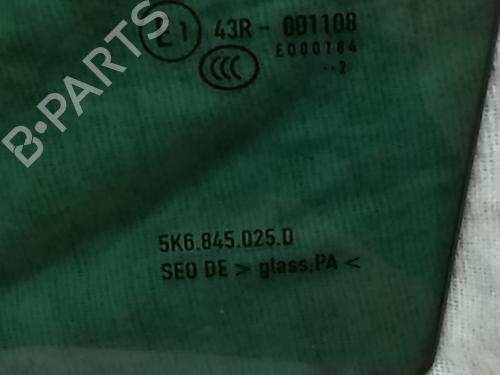 E1 43R - 001108
E000184
CCC
··2
5K6.845.025.D
SEO DE > glass,PA <
B-PARTS